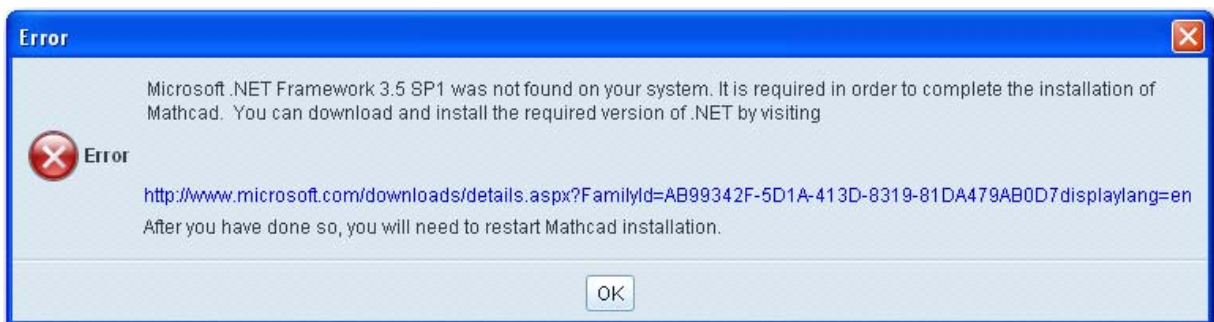 Error
Microsoft .NET Framework 3.5 SP1 was not found on your system. It is required in order to complete the installation of
Mathcad. You can download and install the required version of .NET by visiting
Error
http://www.microsoft.com/downloads/details.aspx?FamilyId=AB99342F-5D1A-413D-8319-81DA479AB0D7displaylang=en
After you have done so, you will need to restart Mathcad installation.
OK